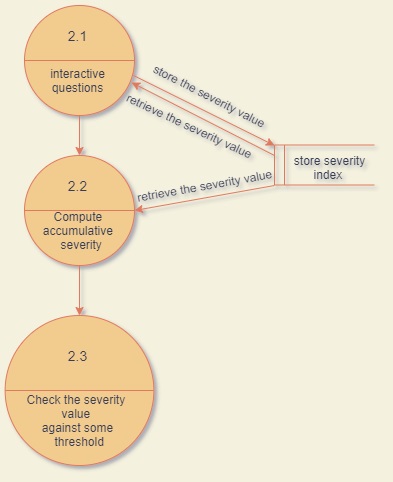 2.1
interactive
questions
store the severity value
retrieve the severity value
store severity
index
retrieve the severity value
2.2
Compute
accumulative
severity
2.3
Check the severity
value
against some
threshold